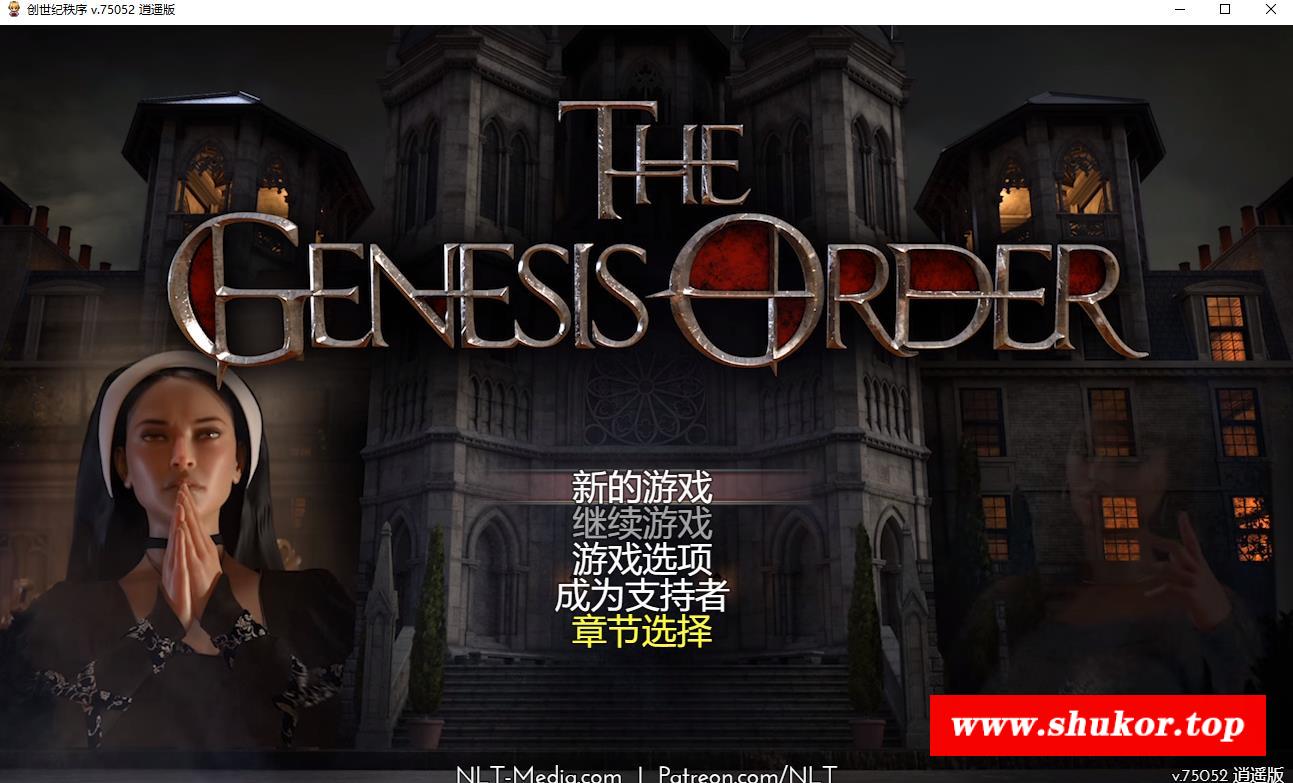 创世纪秩序 v.75052 逍遥版
THE
GENESIS ORDER
新的游戏
继续游戏
游戏选项
成为支持者
章节选择
www.shukor.top
NLT-Media.com | Patreon.com/NLT
v.75052 逍遥版